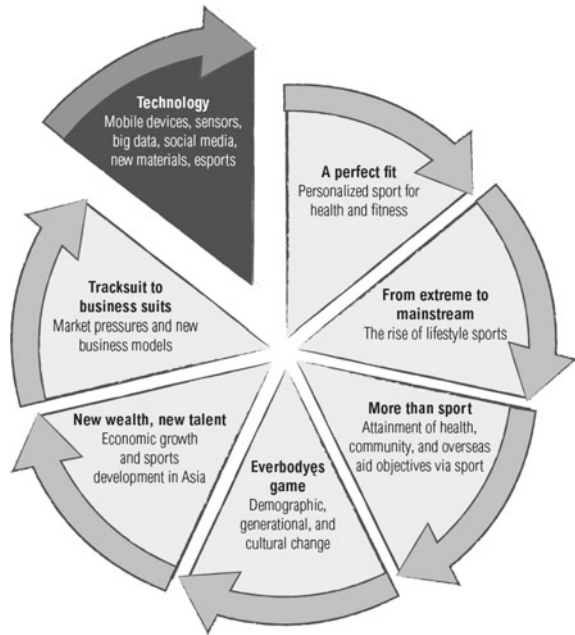 Technology
Mobile devices, sensors,
big data, social media,
new materials, esports
A perfect fit
Personalized sport for
health and fitness
From extreme to
mainstream
The rise of lifestyle sports
More than sport
Attainment of health,
community, and overseas
aid objectives via sport
Everbodyęs
game
Demographic,
generational, and
cultural change
New wealth, new talent
Economic growth
and sports
development in Asia
Tracksuit to
business suits
Market pressures and new
business models